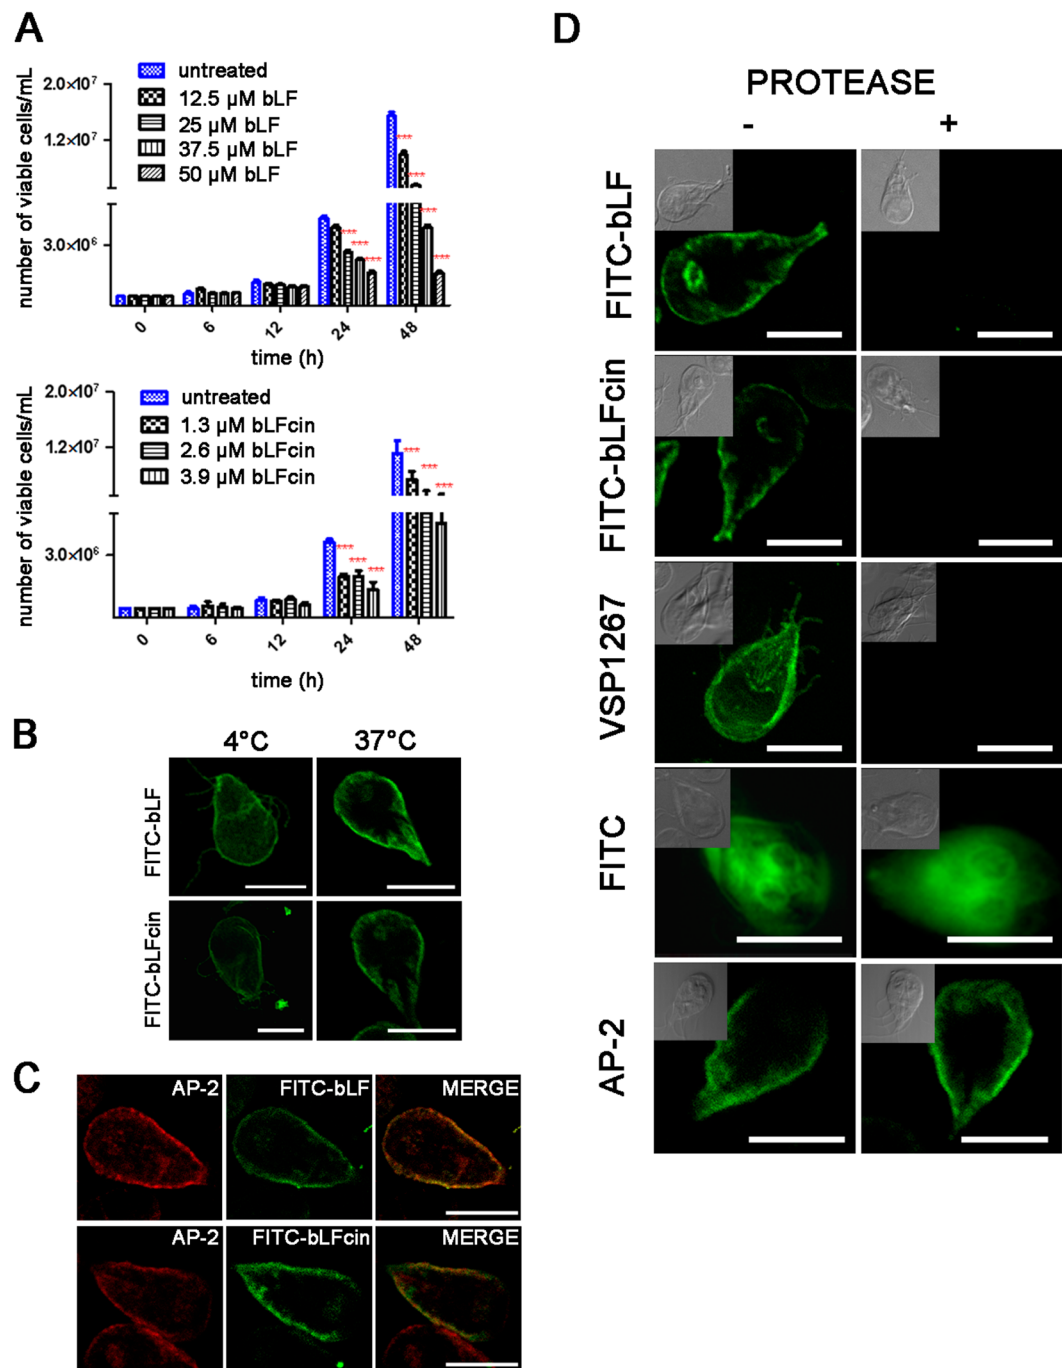 A
number of viable cells/mL
2.0×10⁷
1.2×10⁷
3.0×10⁶
untreated
12.5 µM bLF
25 µM bLF
37.5 µM bLF
50 µM bLF
***
***
***
***
***
***
***
0
6
12
24
48
time (h)
number of viable cells/mL
2.0×10⁷
1.2×10⁷
3.0×10⁶
untreated
1.3 µM bLFcin
2.6 µM bLFcin
3.9 µM bLFcin
***
***
***
***
***
***
0
6
12
24
48
time (h)
B
4°C 37°C
FITC-bLF
FITC-bLFcin
C
AP-2 FITC-bLF MERGE
AP-2 FITC-bLFcin MERGE
D
PROTEASE
- +
FITC-bLF
FITC-bLFcin
VSP1267
FITC
AP-2